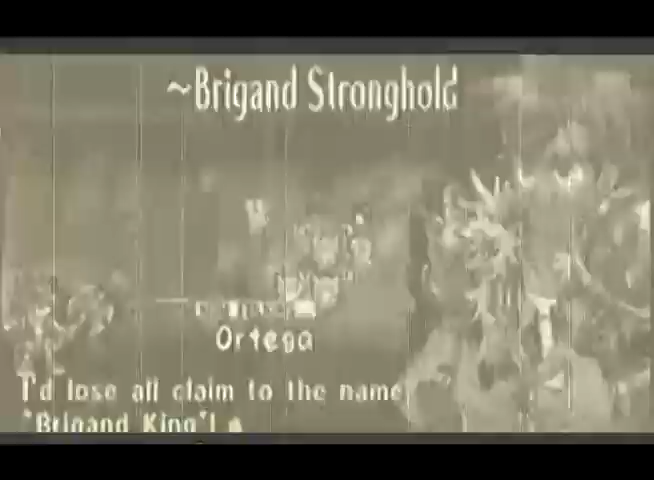 ~Brigand Stronghold
Ortega
I'd lose all claim to the name
"Brigand King"!